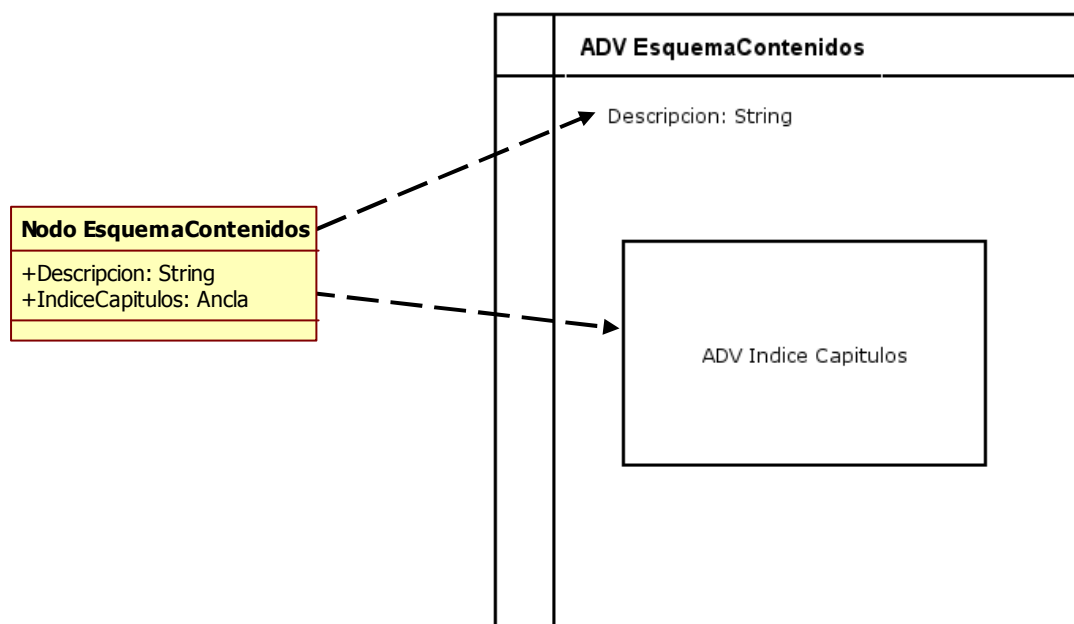 ADV EsquemaContenidos
Descripcion: String
Nodo EsquemaContenidos
+Descripcion: String
+IndiceCapitulos: Ancla
ADV Indice Capitulos